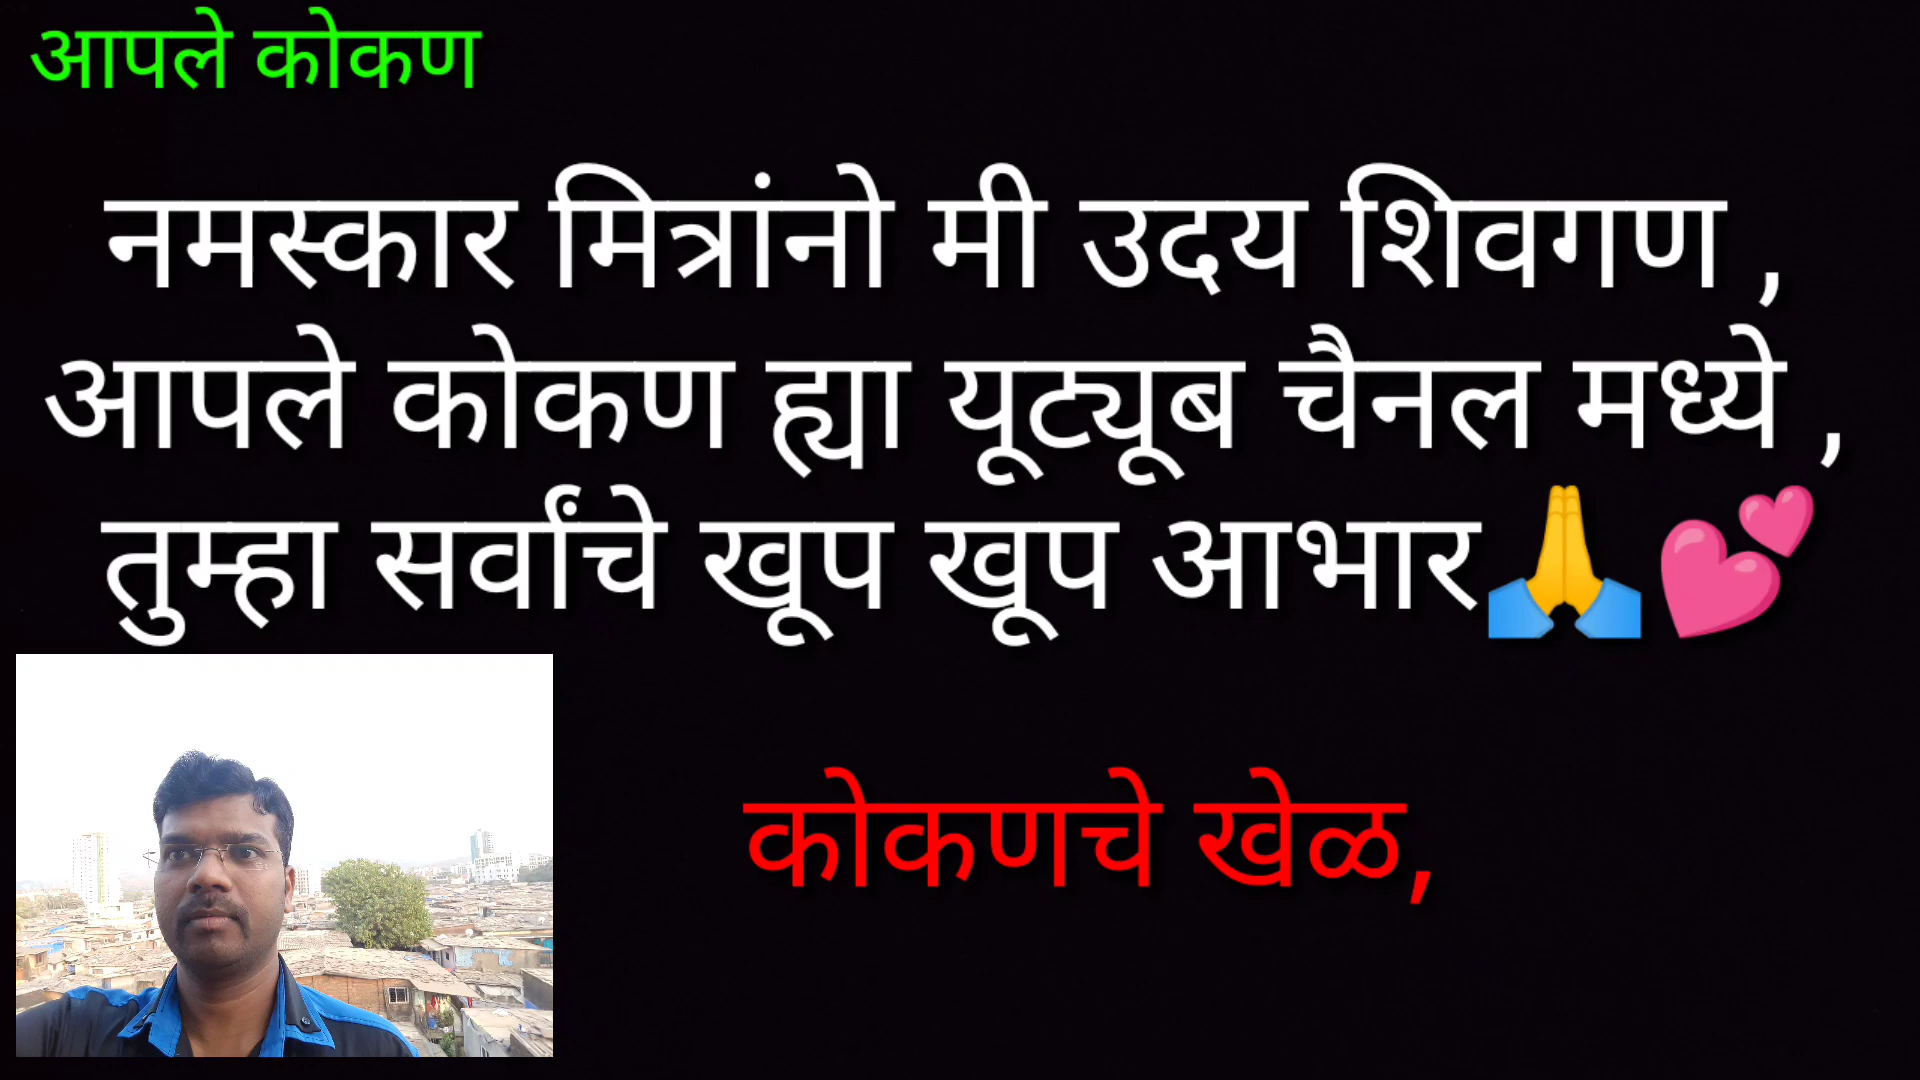 आपले कोकण
नमस्कार मित्रांनो मी उदय शिवगण ,
आपले कोकण ह्या यूट्यूब चैनल मध्ये ,
तुम्हा सर्वांचे खूप खूप आभार🙏💕
कोकणचे खेळ,